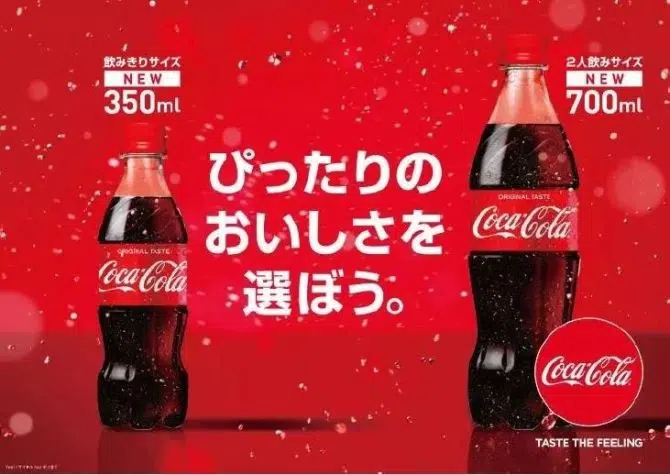 飲みきりサイズ
NEW
350ml
2人飲みサイズ
NEW
700ml
ぴったりの
おいしさを
選ぼう。
ORIGINAL TASTE
Coca-Cola
ORIGINAL TASTE
Coca-Cola
Coca-Cola
TASTE THE FEELING